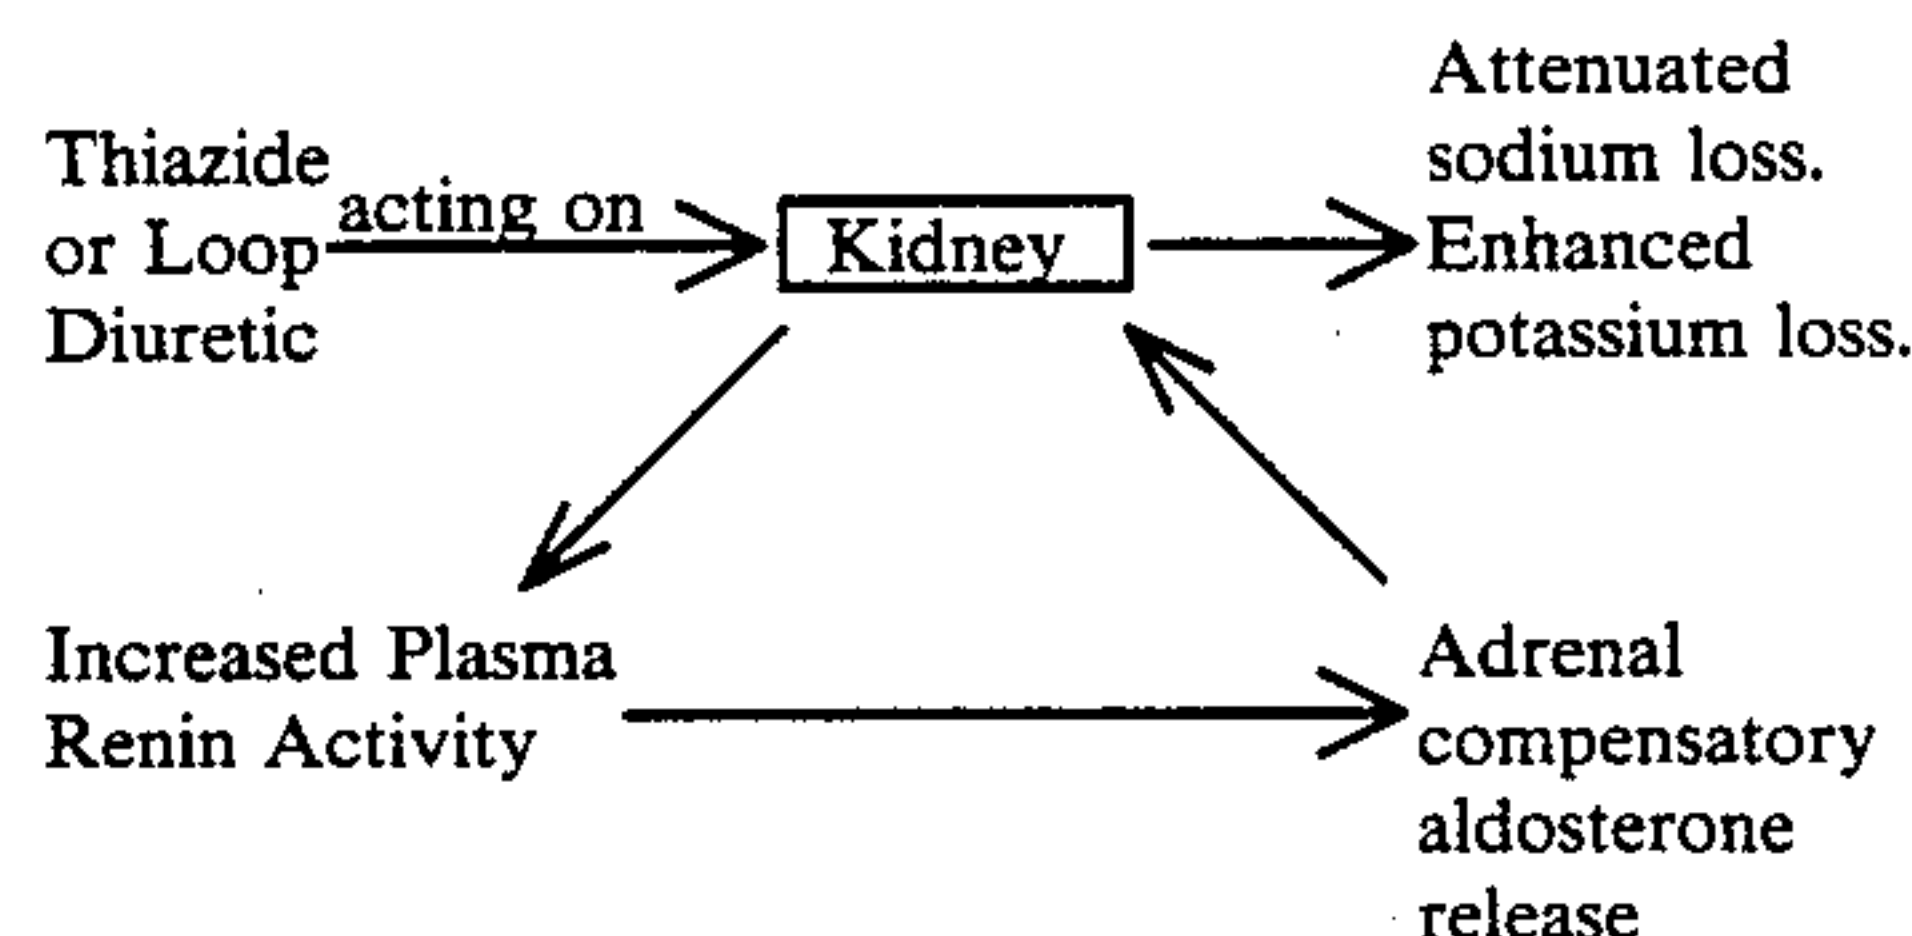 Thiazide
or Loop
Diuretic
acting on
Kidney
Attenuated
sodium loss.
Enhanced
potassium loss.
Increased Plasma
Renin Activity
Adrenal
compensatory
aldosterone
release